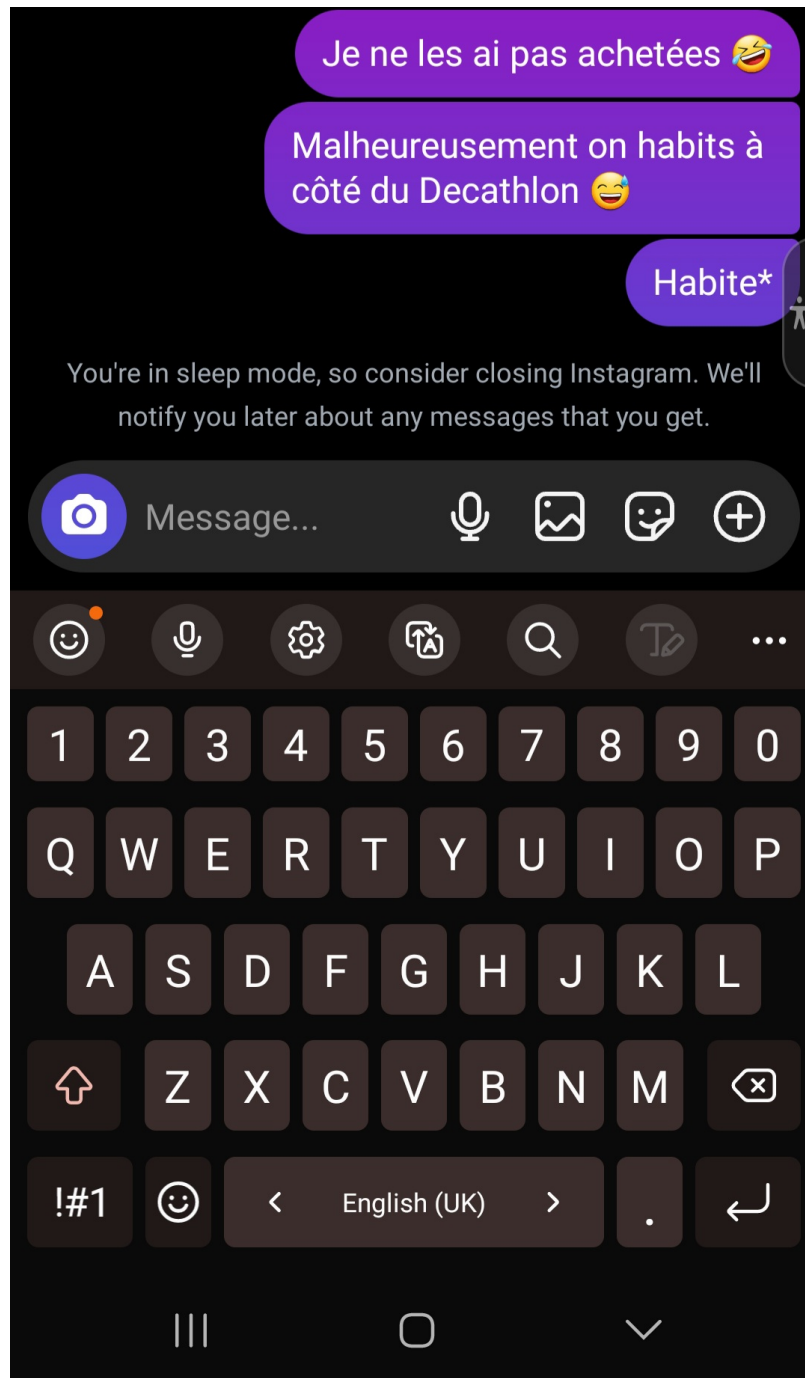 Je ne les ai pas achetées 🤣
Malheureusement on habits à
côté du Decathlon 😅
Habite*
You're in sleep mode, so consider closing Instagram. We'll
notify you later about any messages that you get.
Message...
1 2 3 4 5 6 7 8 9 0
Q W E R T Y U I O P
A S D F G H J K L
Z X C V B N M
!#1 < English (UK) > .